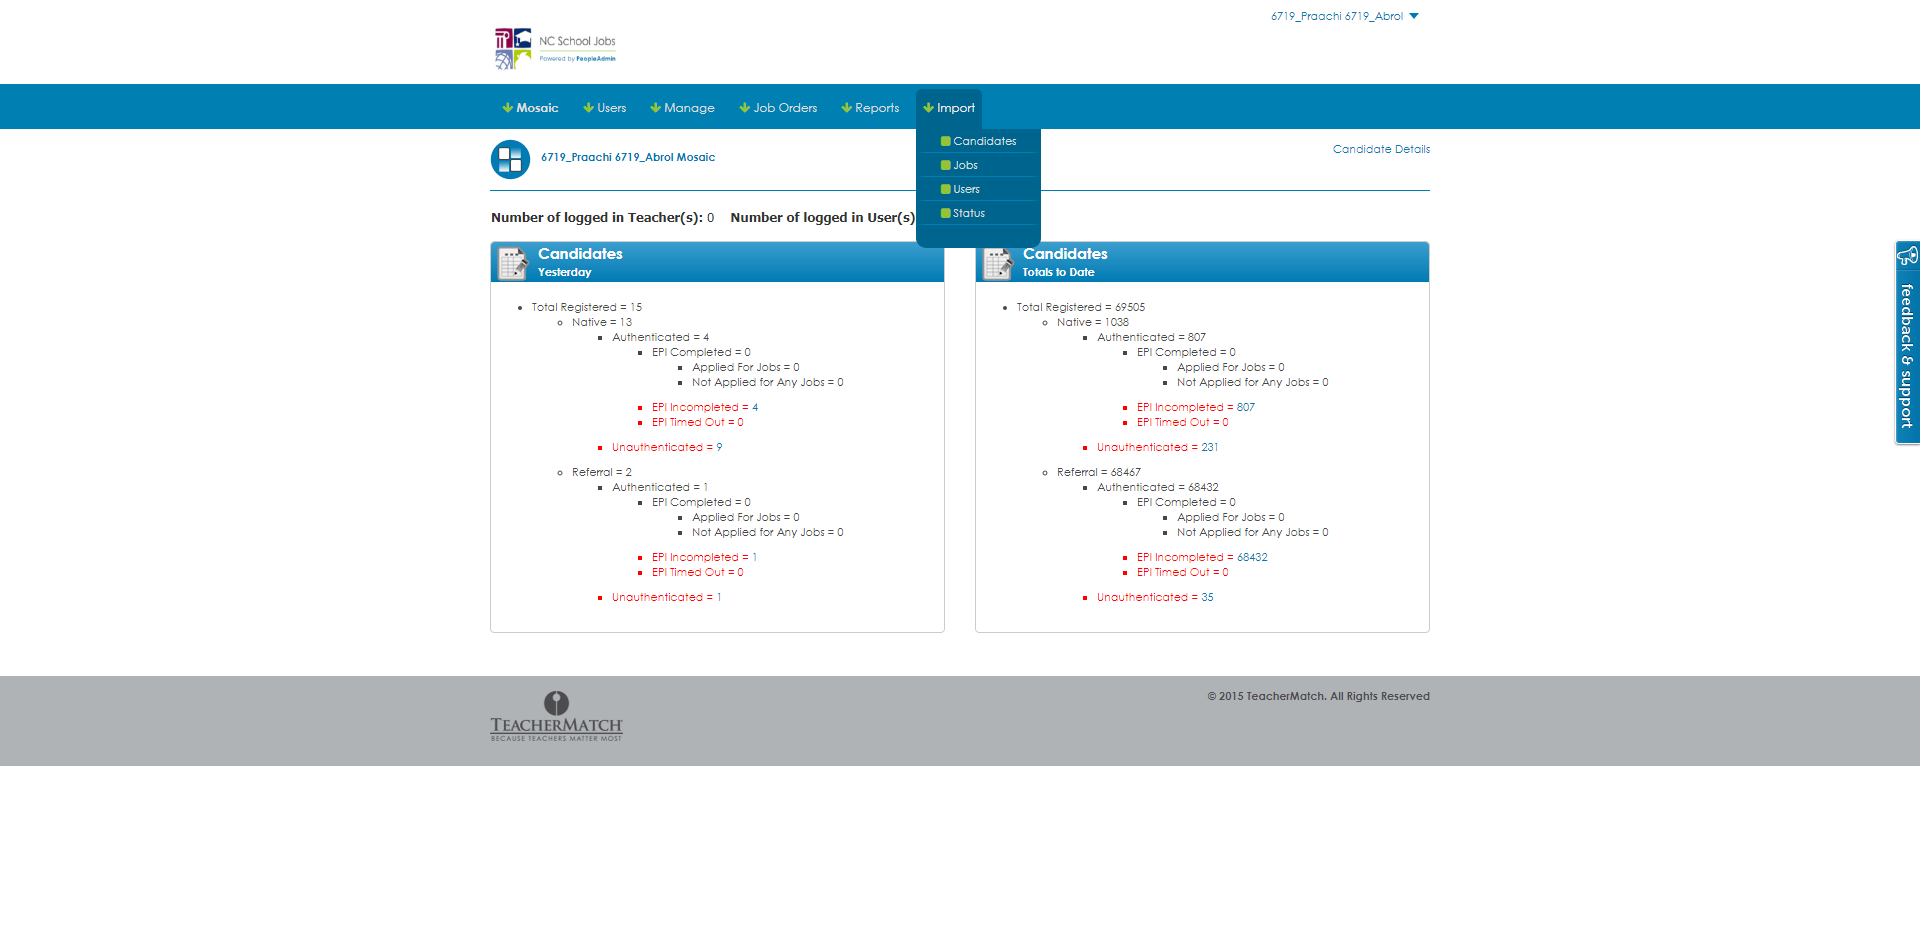 6719_Praachi 6719_Abrol
NC School Jobs
Powered by PeopleAdmin
Mosaic Users Manage Job Orders Reports Import
Candidates
Jobs
Users
Status
6719_Praachi 6719_Abrol Mosaic
Candidate Details
Number of logged in Teacher(s): 0 Number of logged in User(s)
Candidates
Yesterday
Total Registered = 15
Native = 13
Authenticated = 4
EPI Completed = 0
Applied For Jobs = 0
Not Applied for Any Jobs = 0
EPI Incompleted = 4
EPI Timed Out = 0
Unauthenticated = 9
Referral = 2
Authenticated = 1
EPI Completed = 0
Applied For Jobs = 0
Not Applied for Any Jobs = 0
EPI Incompleted = 1
EPI Timed Out = 0
Unauthenticated = 1
Candidates
Totals to Date
Total Registered = 69505
Native = 1038
Authenticated = 807
EPI Completed = 0
Applied For Jobs = 0
Not Applied for Any Jobs = 0
EPI Incompleted = 807
EPI Timed Out = 0
Unauthenticated = 231
Referral = 68467
Authenticated = 68432
EPI Completed = 0
Applied For Jobs = 0
Not Applied for Any Jobs = 0
EPI Incompleted = 68432
EPI Timed Out = 0
Unauthenticated = 35
feedback & support
TEACHERMATCH
BECAUSE TEACHERS MATTER MOST
© 2015 TeacherMatch. All Rights Reserved